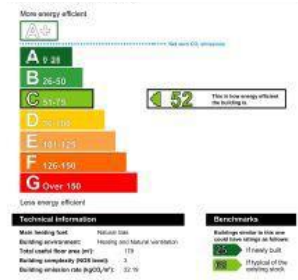 More energy efficient
A+
Net zero CO₂ emissions
A 0-25
B 26-50
C 51-75
D 76-100
E 101-125
F 126-150
G Over 150
52
This is how energy efficient
the building is.
Less energy efficient
Technical information
Main heating fuel: Natural Gas
Building environment: Heating and Natural Ventilation
Total useful floor area (m²):
Building complexity (NOS level): 3
Building emission rate (kgCO₂/m²):
Benchmarks
Buildings similar to this one
could have ratings as follows:
If newly built
If typical of the
existing stock